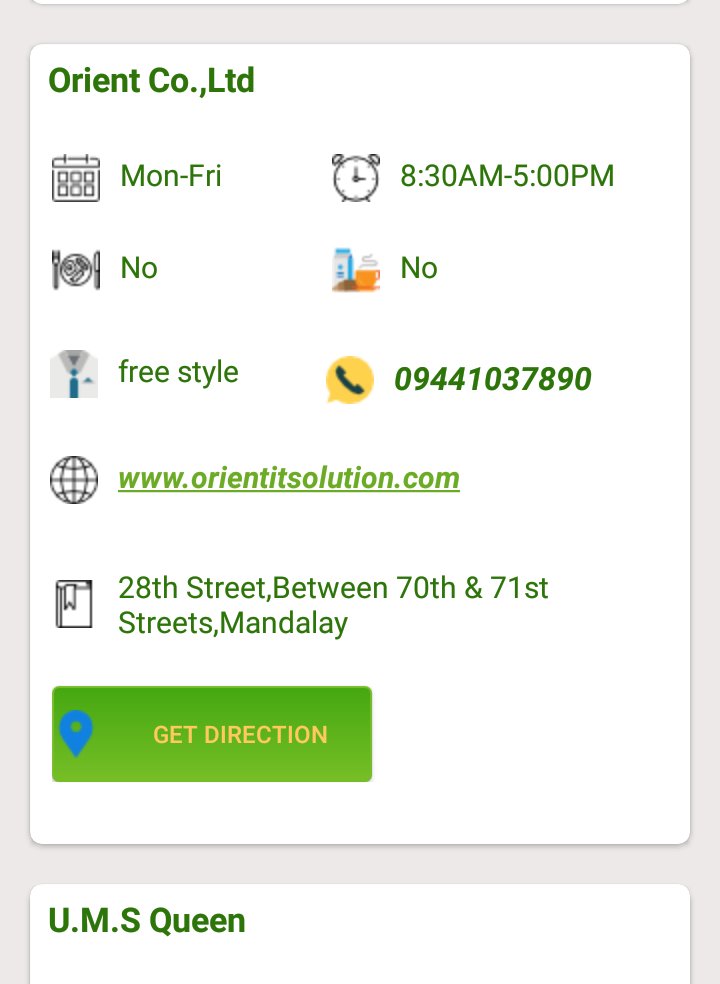 Orient Co.,Ltd
Mon-Fri
8:30AM-5:00PM
No
No
free style
09441037890
www.orientitsolution.com
28th Street,Between 70th & 71st
Streets,Mandalay
GET DIRECTION
U.M.S Queen